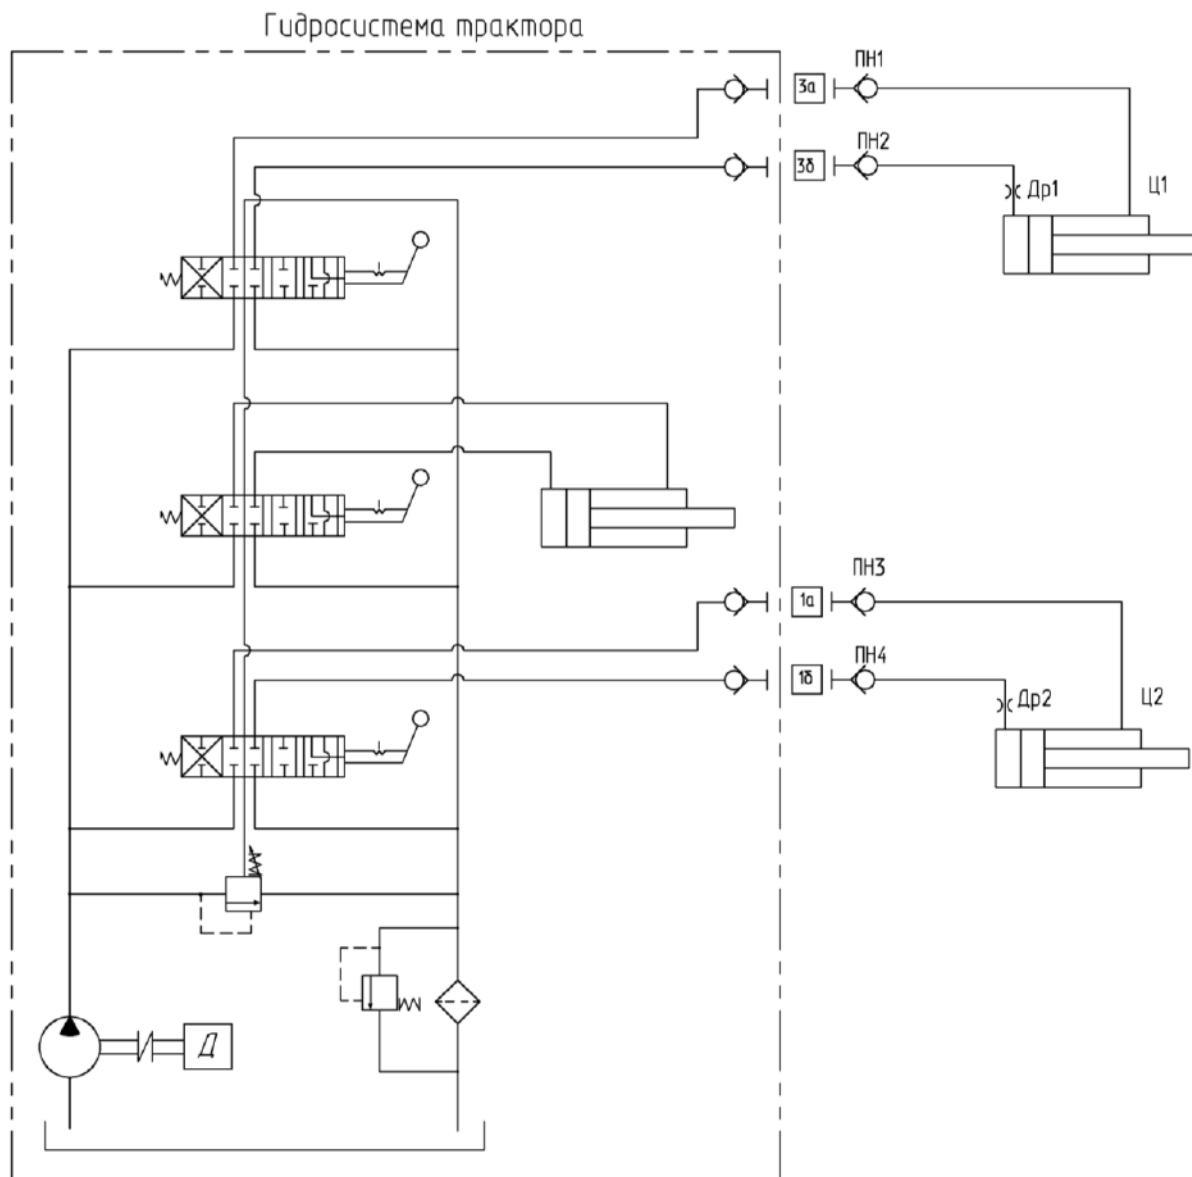 Гидросистема трактора
3а
ПН1
3б
ПН2
Др1
Ц1
1а
ПН3
1б
ПН4
Др2
Ц2
Д